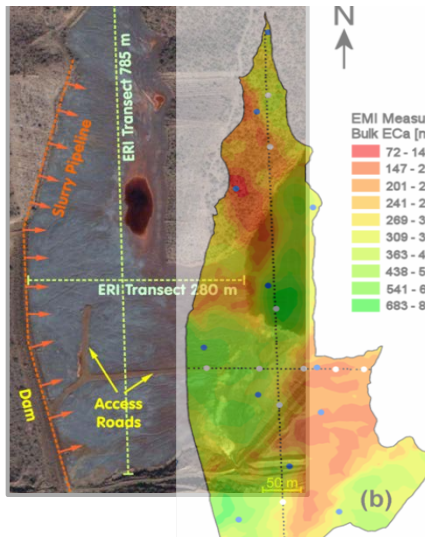 N
EMI Measu
Bulk ECa [m
72 - 14
147 - 2
201 - 2
241 - 2
269 - 3
309 - 3
363 - 4
438 - 5
541 - 6
683 - 8
ERI Transect 785 m
Slurry Pipeline
ERI Transect 280 m
Access
Roads
Dam
50 m
(b)